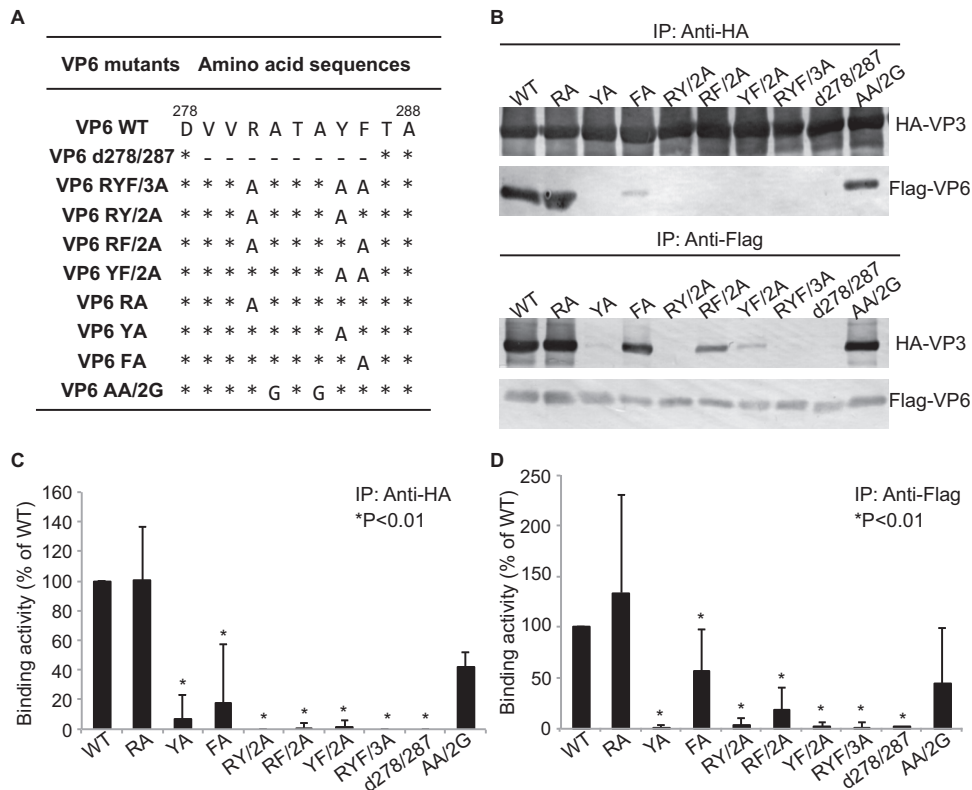 A
VP6 mutants Amino acid sequences
278 288
VP6 WT D V V R A T A Y F T A
VP6 d278/287 * - - - - - - - - * *
VP6 RYF/3A * * * A * * * A A * *
VP6 RY/2A * * * A * * * A * * *
VP6 RF/2A * * * A * * * * A * *
VP6 YF/2A * * * * * * * A A * *
VP6 RA * * * A * * * * * * *
VP6 YA * * * * * * * A * * *
VP6 FA * * * * * * * * A * *
VP6 AA/2G * * * * G * G * * * *
B
IP: Anti-HA
WT RA YA FA RY/2A RF/2A YF/2A RYF/3A d278/287 AA/2G
HA-VP3
Flag-VP6
IP: Anti-Flag
WT RA YA FA RY/2A RF/2A YF/2A RYF/3A d278/287 AA/2G
HA-VP3
Flag-VP6
C
Binding activity (% of WT)
160
140
120
100
80
60
40
20
0
IP: Anti-HA
*P<0.01
* * * * * * *
WT RA YA FA RY/2A RF/2A YF/2A RYF/3A d278/287 AA/2G
D
Binding activity (% of WT)
250
200
150
100
50
0
IP: Anti-Flag
*P<0.01
* * * * * * *
WT RA YA FA RY/2A RF/2A YF/2A RYF/3A d278/287 AA/2G